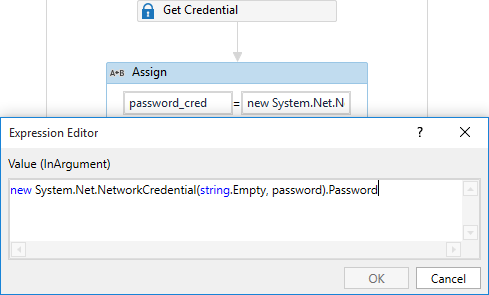 Get Credential
A+B Assign
password_cred = new System.Net.N
Expression Editor ?
Value (InArgument)
new System.Net.NetworkCredential(string.Empty, password).Password
OK Cancel